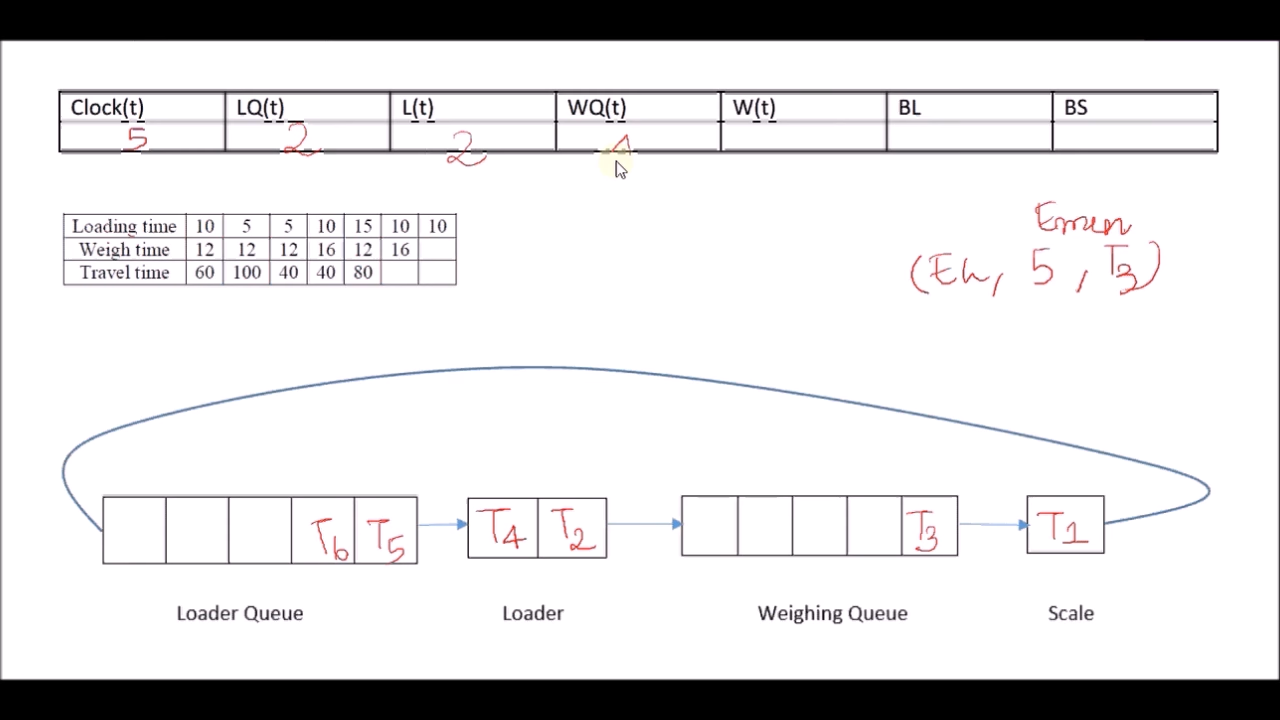 Clock(t) LQ(t) L(t) WQ(t) W(t) BL BS
5 2 2 1
Loading time 10 5 5 10 15 10 10
Weigh time 12 12 12 16 12 16
Travel time 60 100 40 40 80
(EL, 5, T3)
T6 T5 T4 T2 T3 T1
Loader Queue Loader Weighing Queue Scale